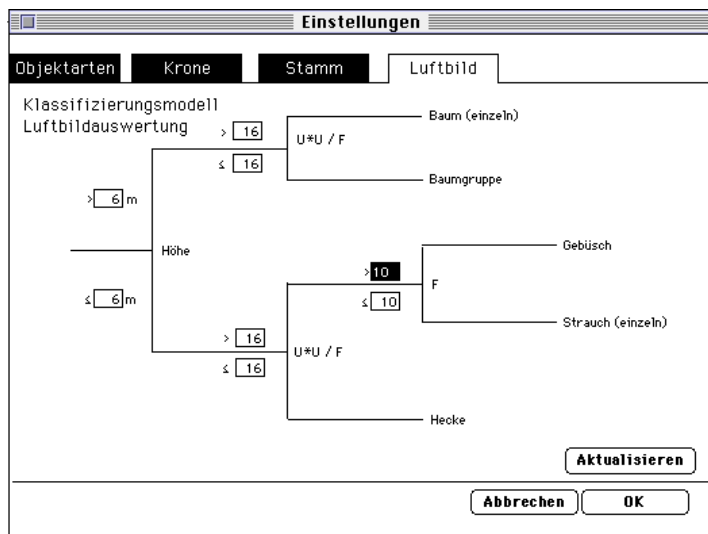 Einstellungen
Objektarten Krone Stamm Luftbild
Klassifizierungsmodell
Luftbildauswertung
> 16
≤ 16
U*U / F
Baum (einzeln)
Baumgruppe
> 6 m
Höhe
≤ 6 m
> 10
≤ 10
F
Gebüsch
Strauch (einzeln)
> 16
≤ 16
U*U / F
Hecke
Aktualisieren
Abbrechen OK